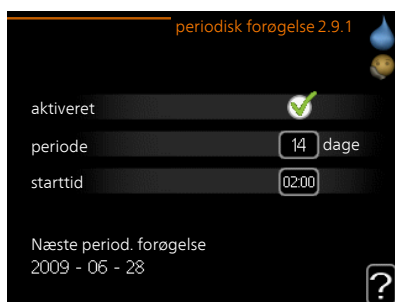 periodisk forøgelse 2.9.1
aktiveret
periode 14 dage
starttid 02:00
Næste period. forøgelse
2009 - 06 - 28
?